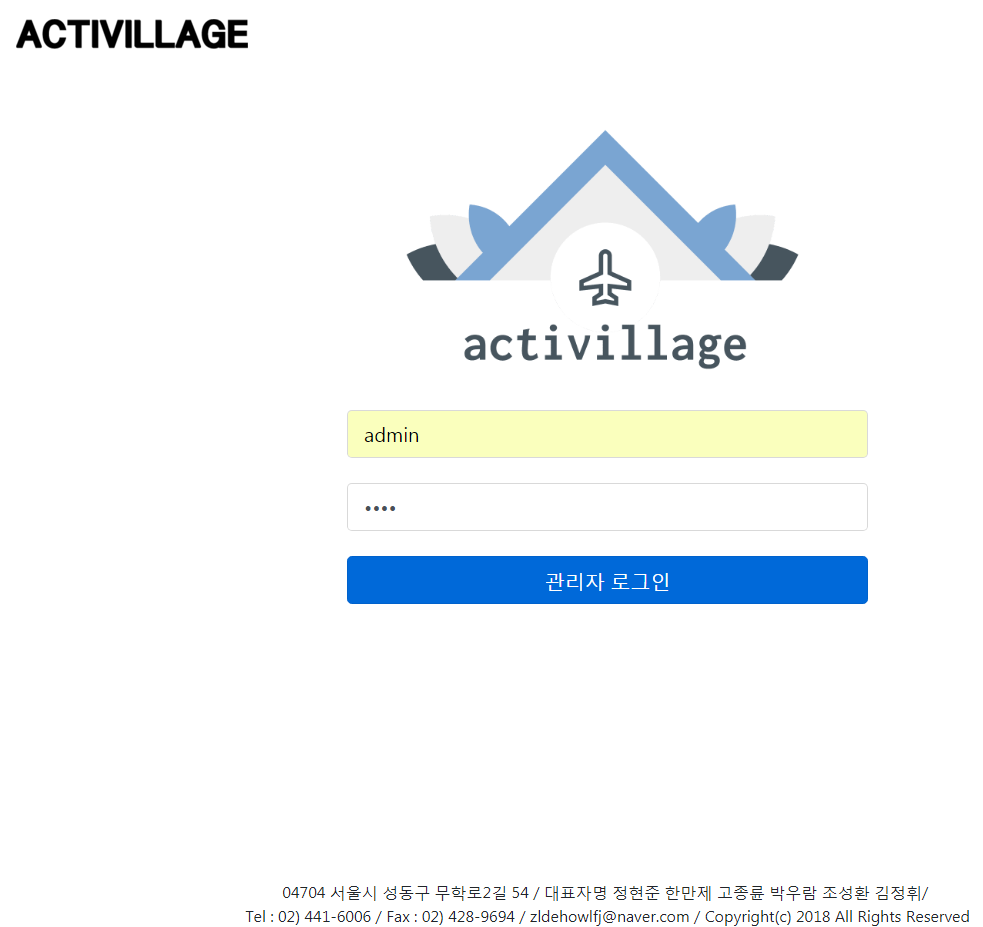 ACTIVILLAGE
activillage
admin
••••
관리자 로그인
04704 서울시 성동구 무학로2길 54 / 대표자명 정현준 한만제 고종륜 박우람 조성환 김정휘/
Tel : 02) 441-6006 / Fax : 02) 428-9694 / zldehowlfj@naver.com / Copyright(c) 2018 All Rights Reserved